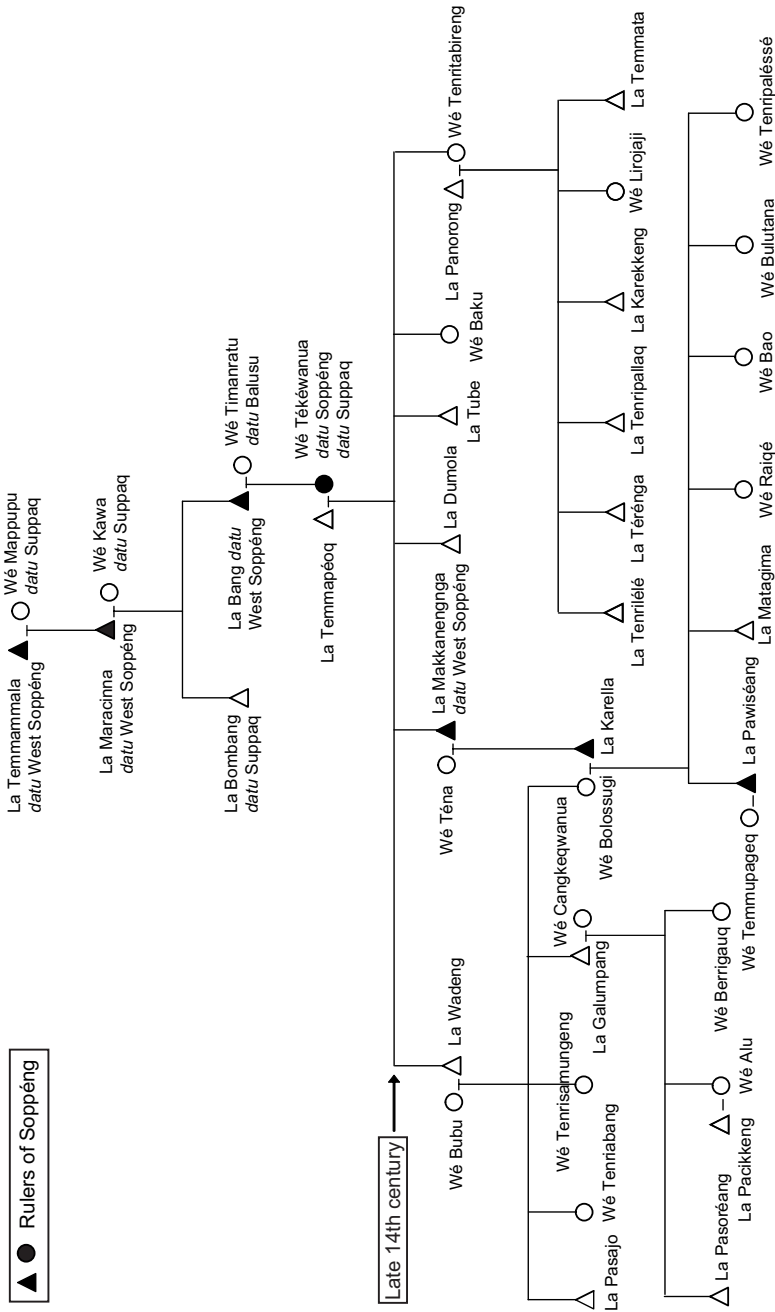 Rulers of Soppéng
La Temmammala
datu West Soppéng
Wé Mappupu
datu Suppaq
La Maracinna
datu West Soppéng
Wé Kawa
datu Suppaq
La Bombang
datu Suppaq
La Bang datu
West Soppéng
Wé Timanratu
datu Balusu
La Temmapéoq
Wé Tékéwanua
datu Soppéng
datu Suppaq
Late 14th century
Wé Bubu
La Wadeng
Wé Téna
La Makkanengnga
datu West Soppéng
La Dumola
La Tube
Wé Baku
La Panorong
Wé Tenritabireng
La Pasajo
Wé Tenriabang
Wé Tenrisamungeng
La Galumpang
Wé Cangkeqwanua
Wé Bolossugi
La Karella
La Tenrilélé
La Térénga
La Tenripallaq
La Karekkeng
Wé Lirojaji
La Temmata
La Pasoréang
La Pacikkeng
Wé Alu
Wé Berrigauq
Wé Temmupageq
La Pawiséang
La Matagima
Wé Raiqé
Wé Bao
Wé Bulutana
Wé Tenripaléssé